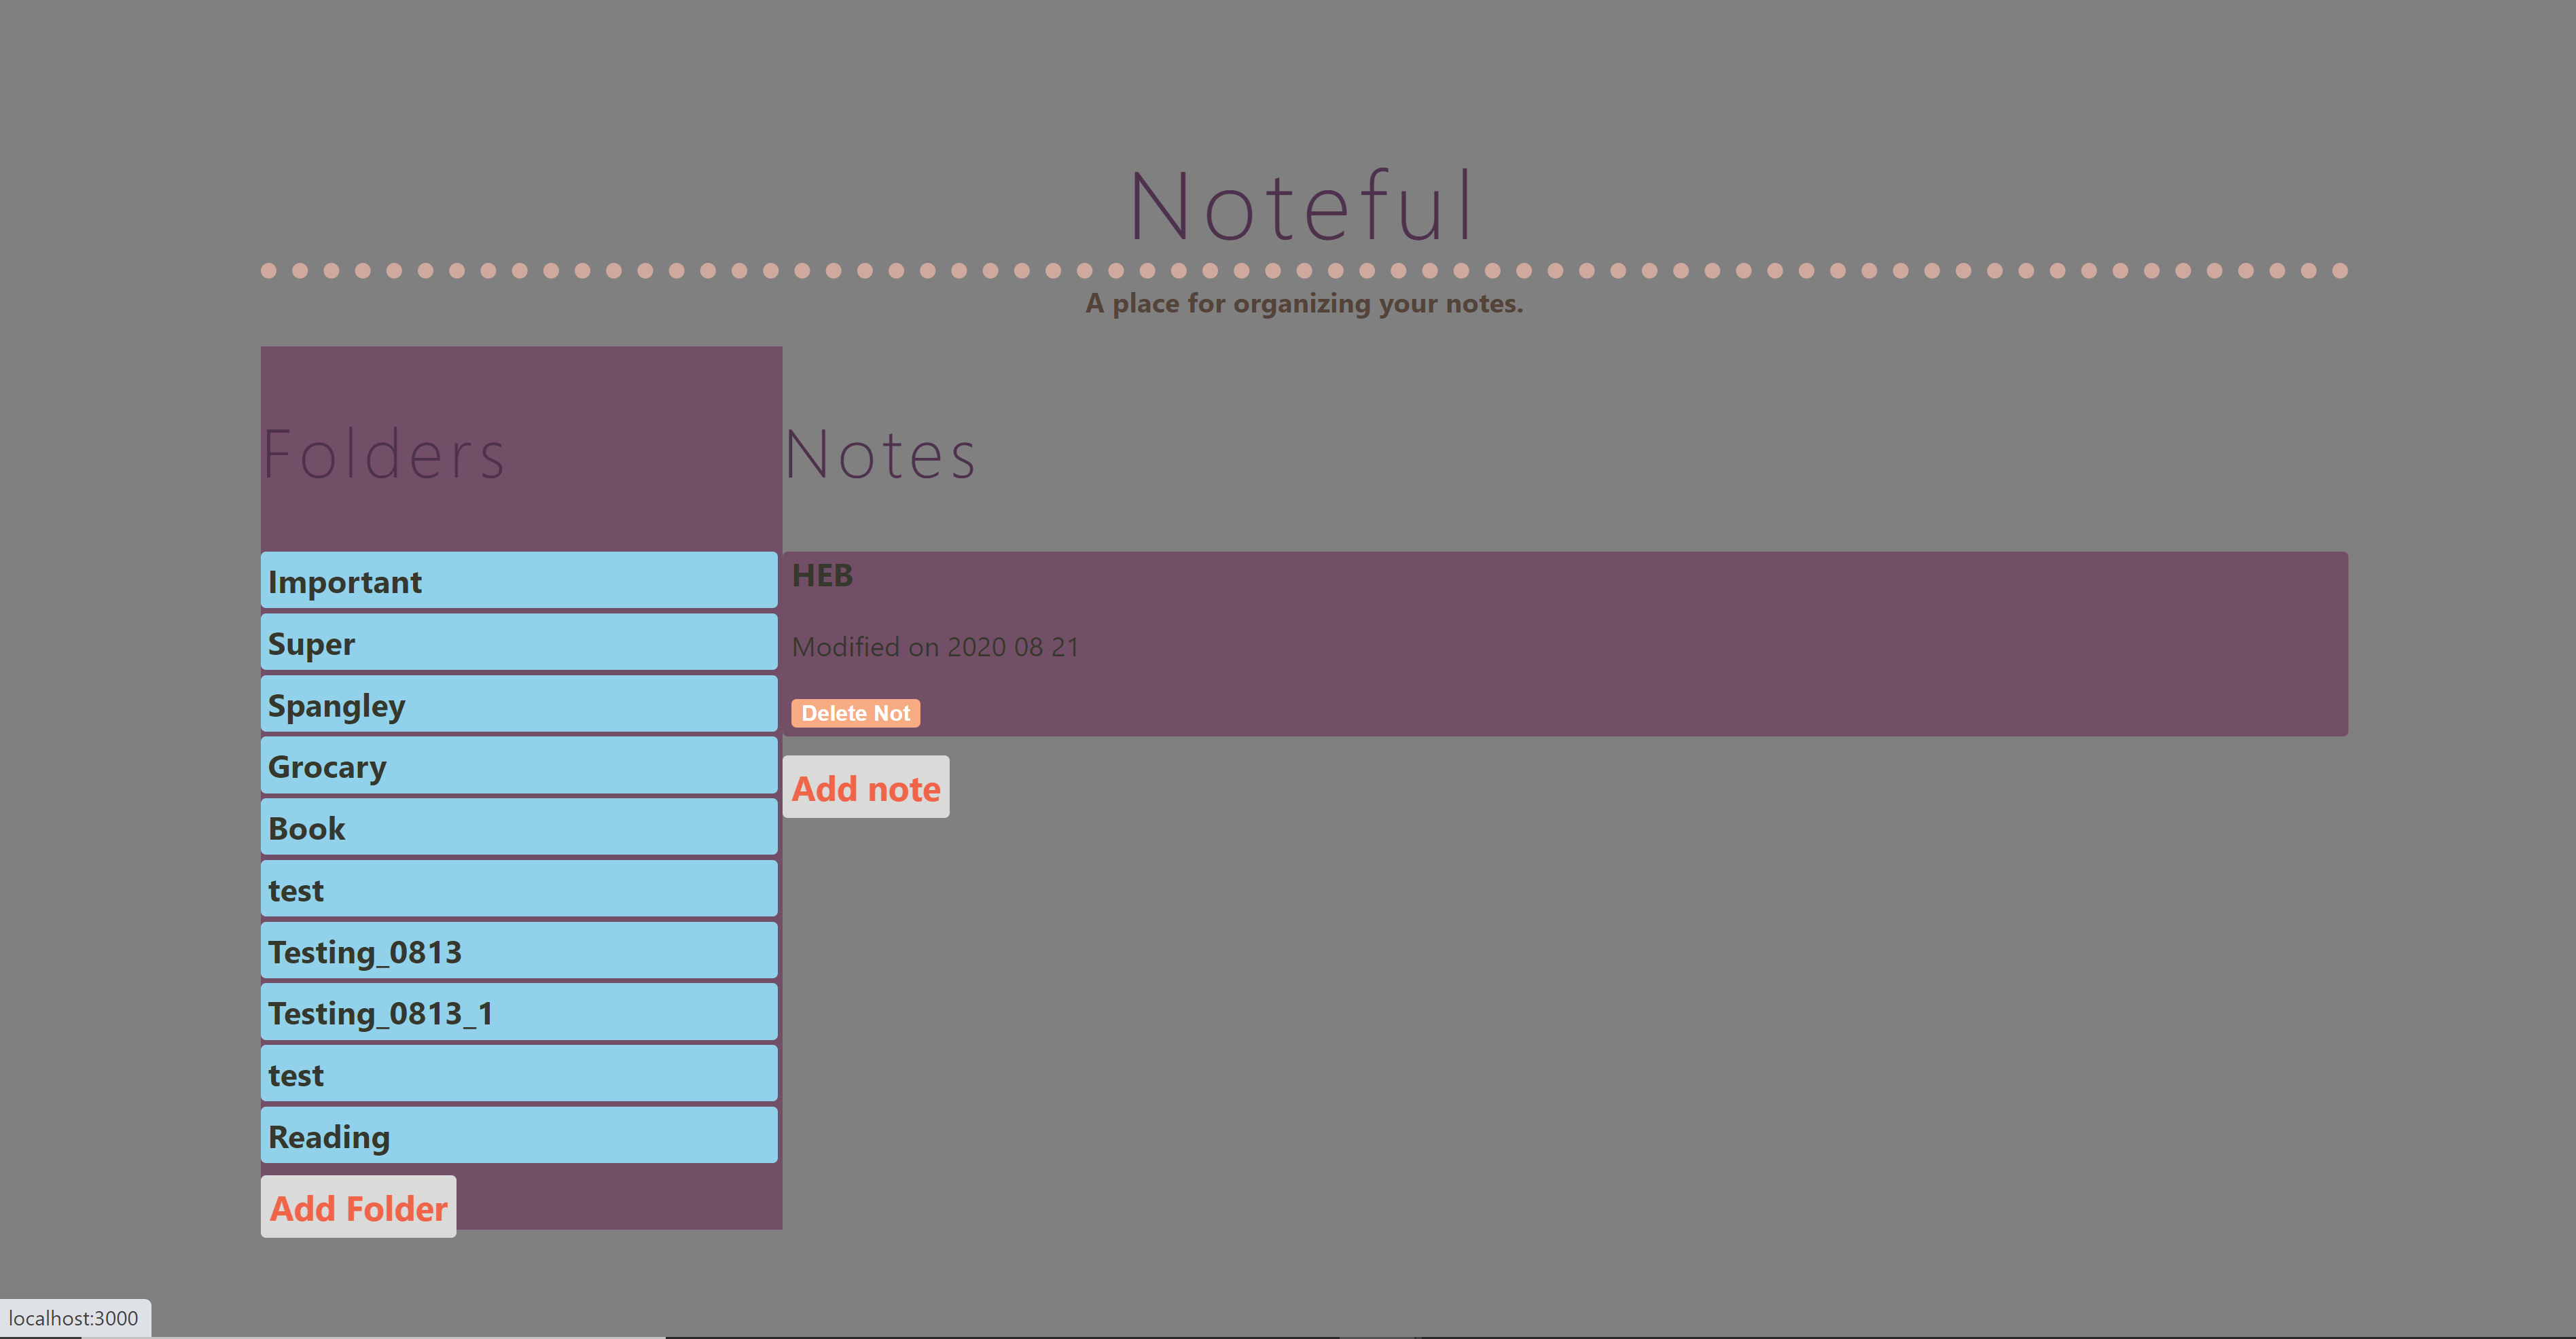 Noteful
A place for organizing your notes.
Folders
Important
Super
Spangley
Grocary
Book
test
Testing_0813
Testing_0813_1
test
Reading
Add Folder
Notes
HEB
Modified on 2020 08 21
Delete Not
Add note
localhost:3000